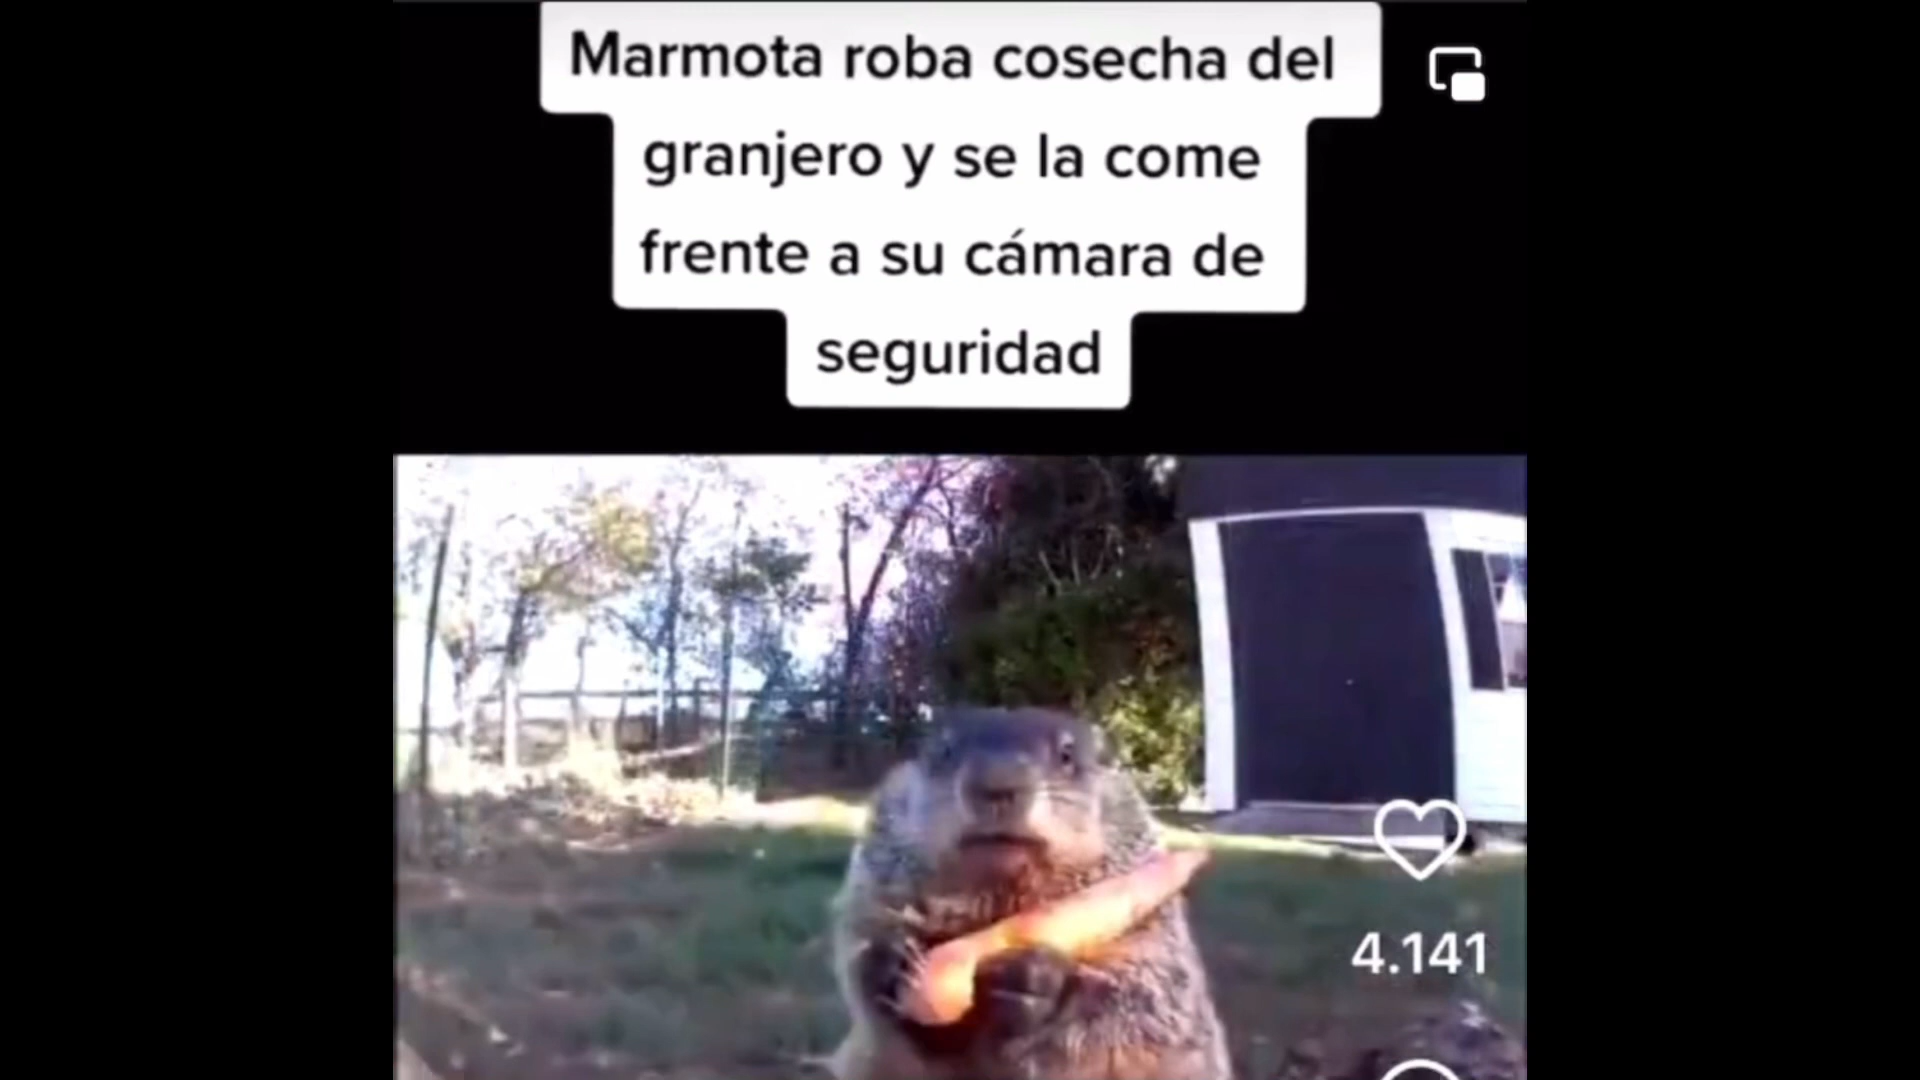 Marmota roba cosecha del
granjero y se la come
frente a su cámara de
seguridad
4.141